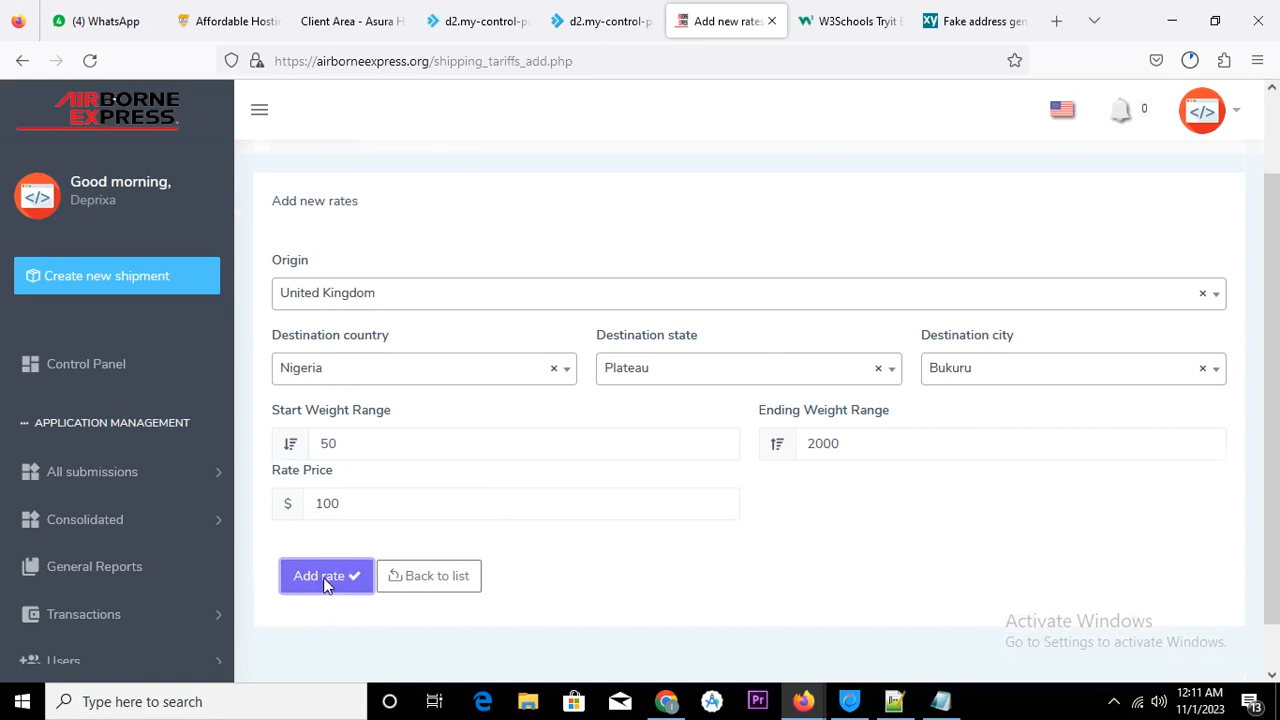 (4) WhatsApp
Affordable Hosti
Client Area - Asura H
d2.my-control-p
d2.my-control-p
Add new rates
W3Schools Tryit E
Fake address gen
https://airborneexpress.org/shipping_tariffs_add.php
AIRBORNE
EXPRESS.
0
Good morning,
Deprixa
Create new shipment
Control Panel
APPLICATION MANAGEMENT
All submissions
Consolidated
General Reports
Transactions
Users
Add new rates
Origin
United Kingdom
Destination country
Destination state
Destination city
Nigeria
Plateau
Bukuru
Start Weight Range
Ending Weight Range
50
2000
Rate Price
$ 100
Add rate
Back to list
Activate Windows
Go to Settings to activate Windows.
Type here to search
12:11 AM
11/1/2023
13